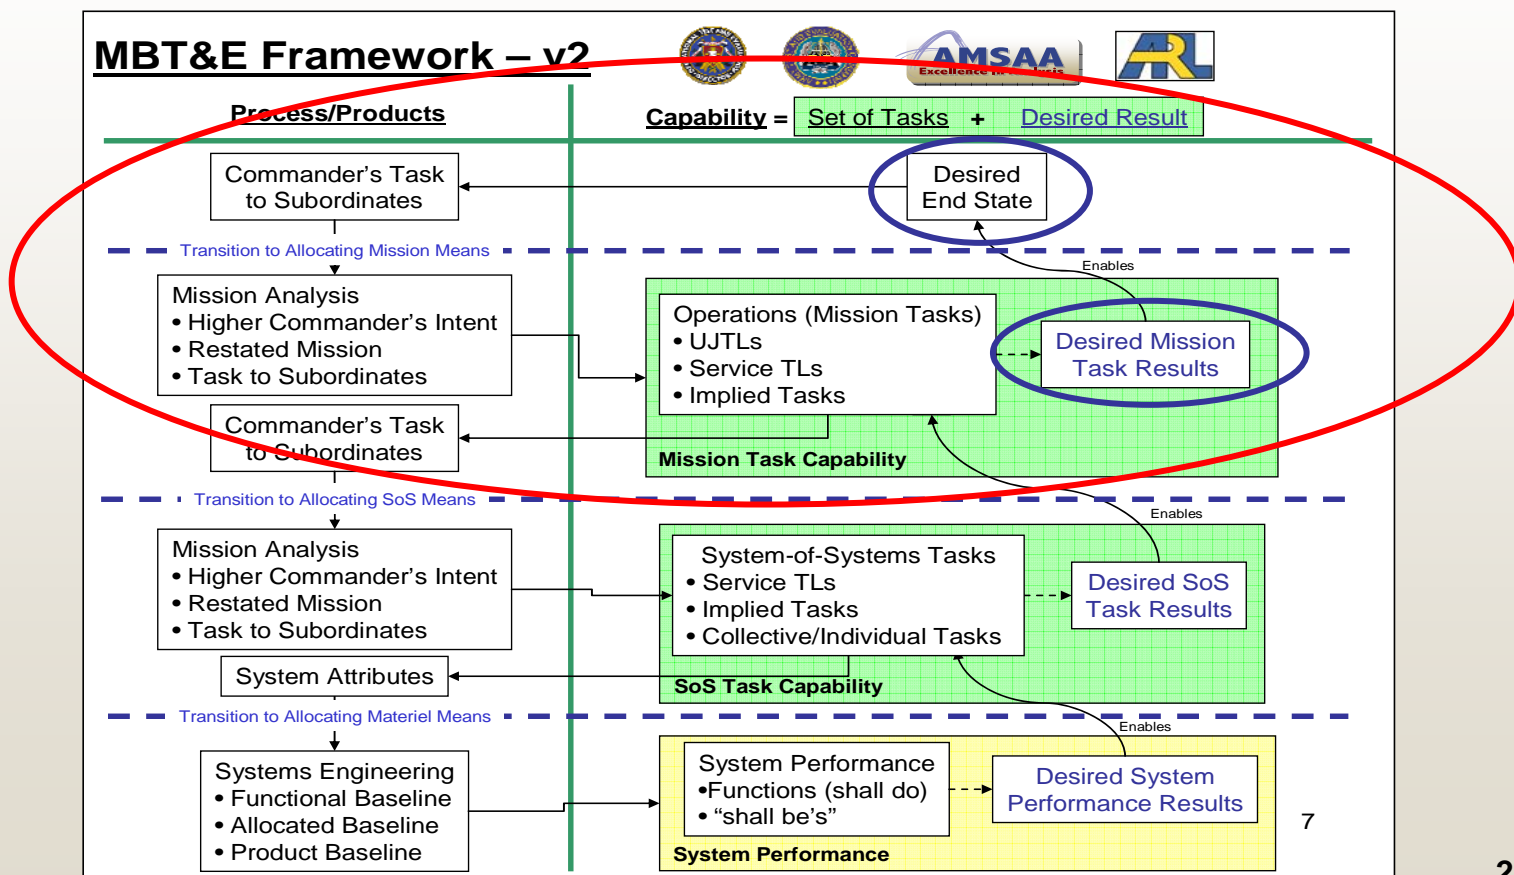 MBT&E Framework – v2
AMSAA
Excellence in Analysis
ARL
Process/Products
Capability = Set of Tasks + Desired Result
Commander's Task
to Subordinates
Desired
End State
Transition to Allocating Mission Means
Enables
Mission Analysis
• Higher Commander's Intent
• Restated Mission
• Task to Subordinates
Operations (Mission Tasks)
• UJTLs
• Service TLs
• Implied Tasks
Desired Mission
Task Results
Commander's Task
to Subordinates
Mission Task Capability
Transition to Allocating SoS Means
Enables
Mission Analysis
• Higher Commander's Intent
• Restated Mission
• Task to Subordinates
System-of-Systems Tasks
• Service TLs
• Implied Tasks
• Collective/Individual Tasks
Desired SoS
Task Results
System Attributes
SoS Task Capability
Transition to Allocating Materiel Means
Enables
Systems Engineering
• Functional Baseline
• Allocated Baseline
• Product Baseline
System Performance
•Functions (shall do)
• “shall be's”
Desired System
Performance Results
System Performance
7
2